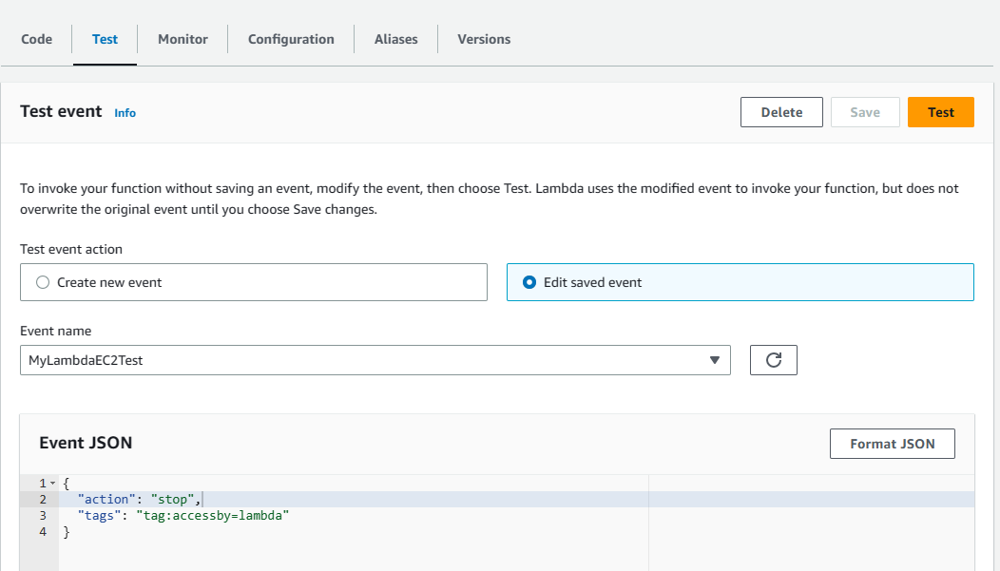 Code Test Monitor Configuration Aliases Versions
Test event Info Delete Save Test
To invoke your function without saving an event, modify the event, then choose Test. Lambda uses the modified event to invoke your function, but does not
overwrite the original event until you choose Save changes.
Test event action
Create new event Edit saved event
Event name
MyLambdaEC2Test
Event JSON Format JSON
1 {
2 "action": "stop",
3 "tags": "tag:accessby=lambda"
4 }